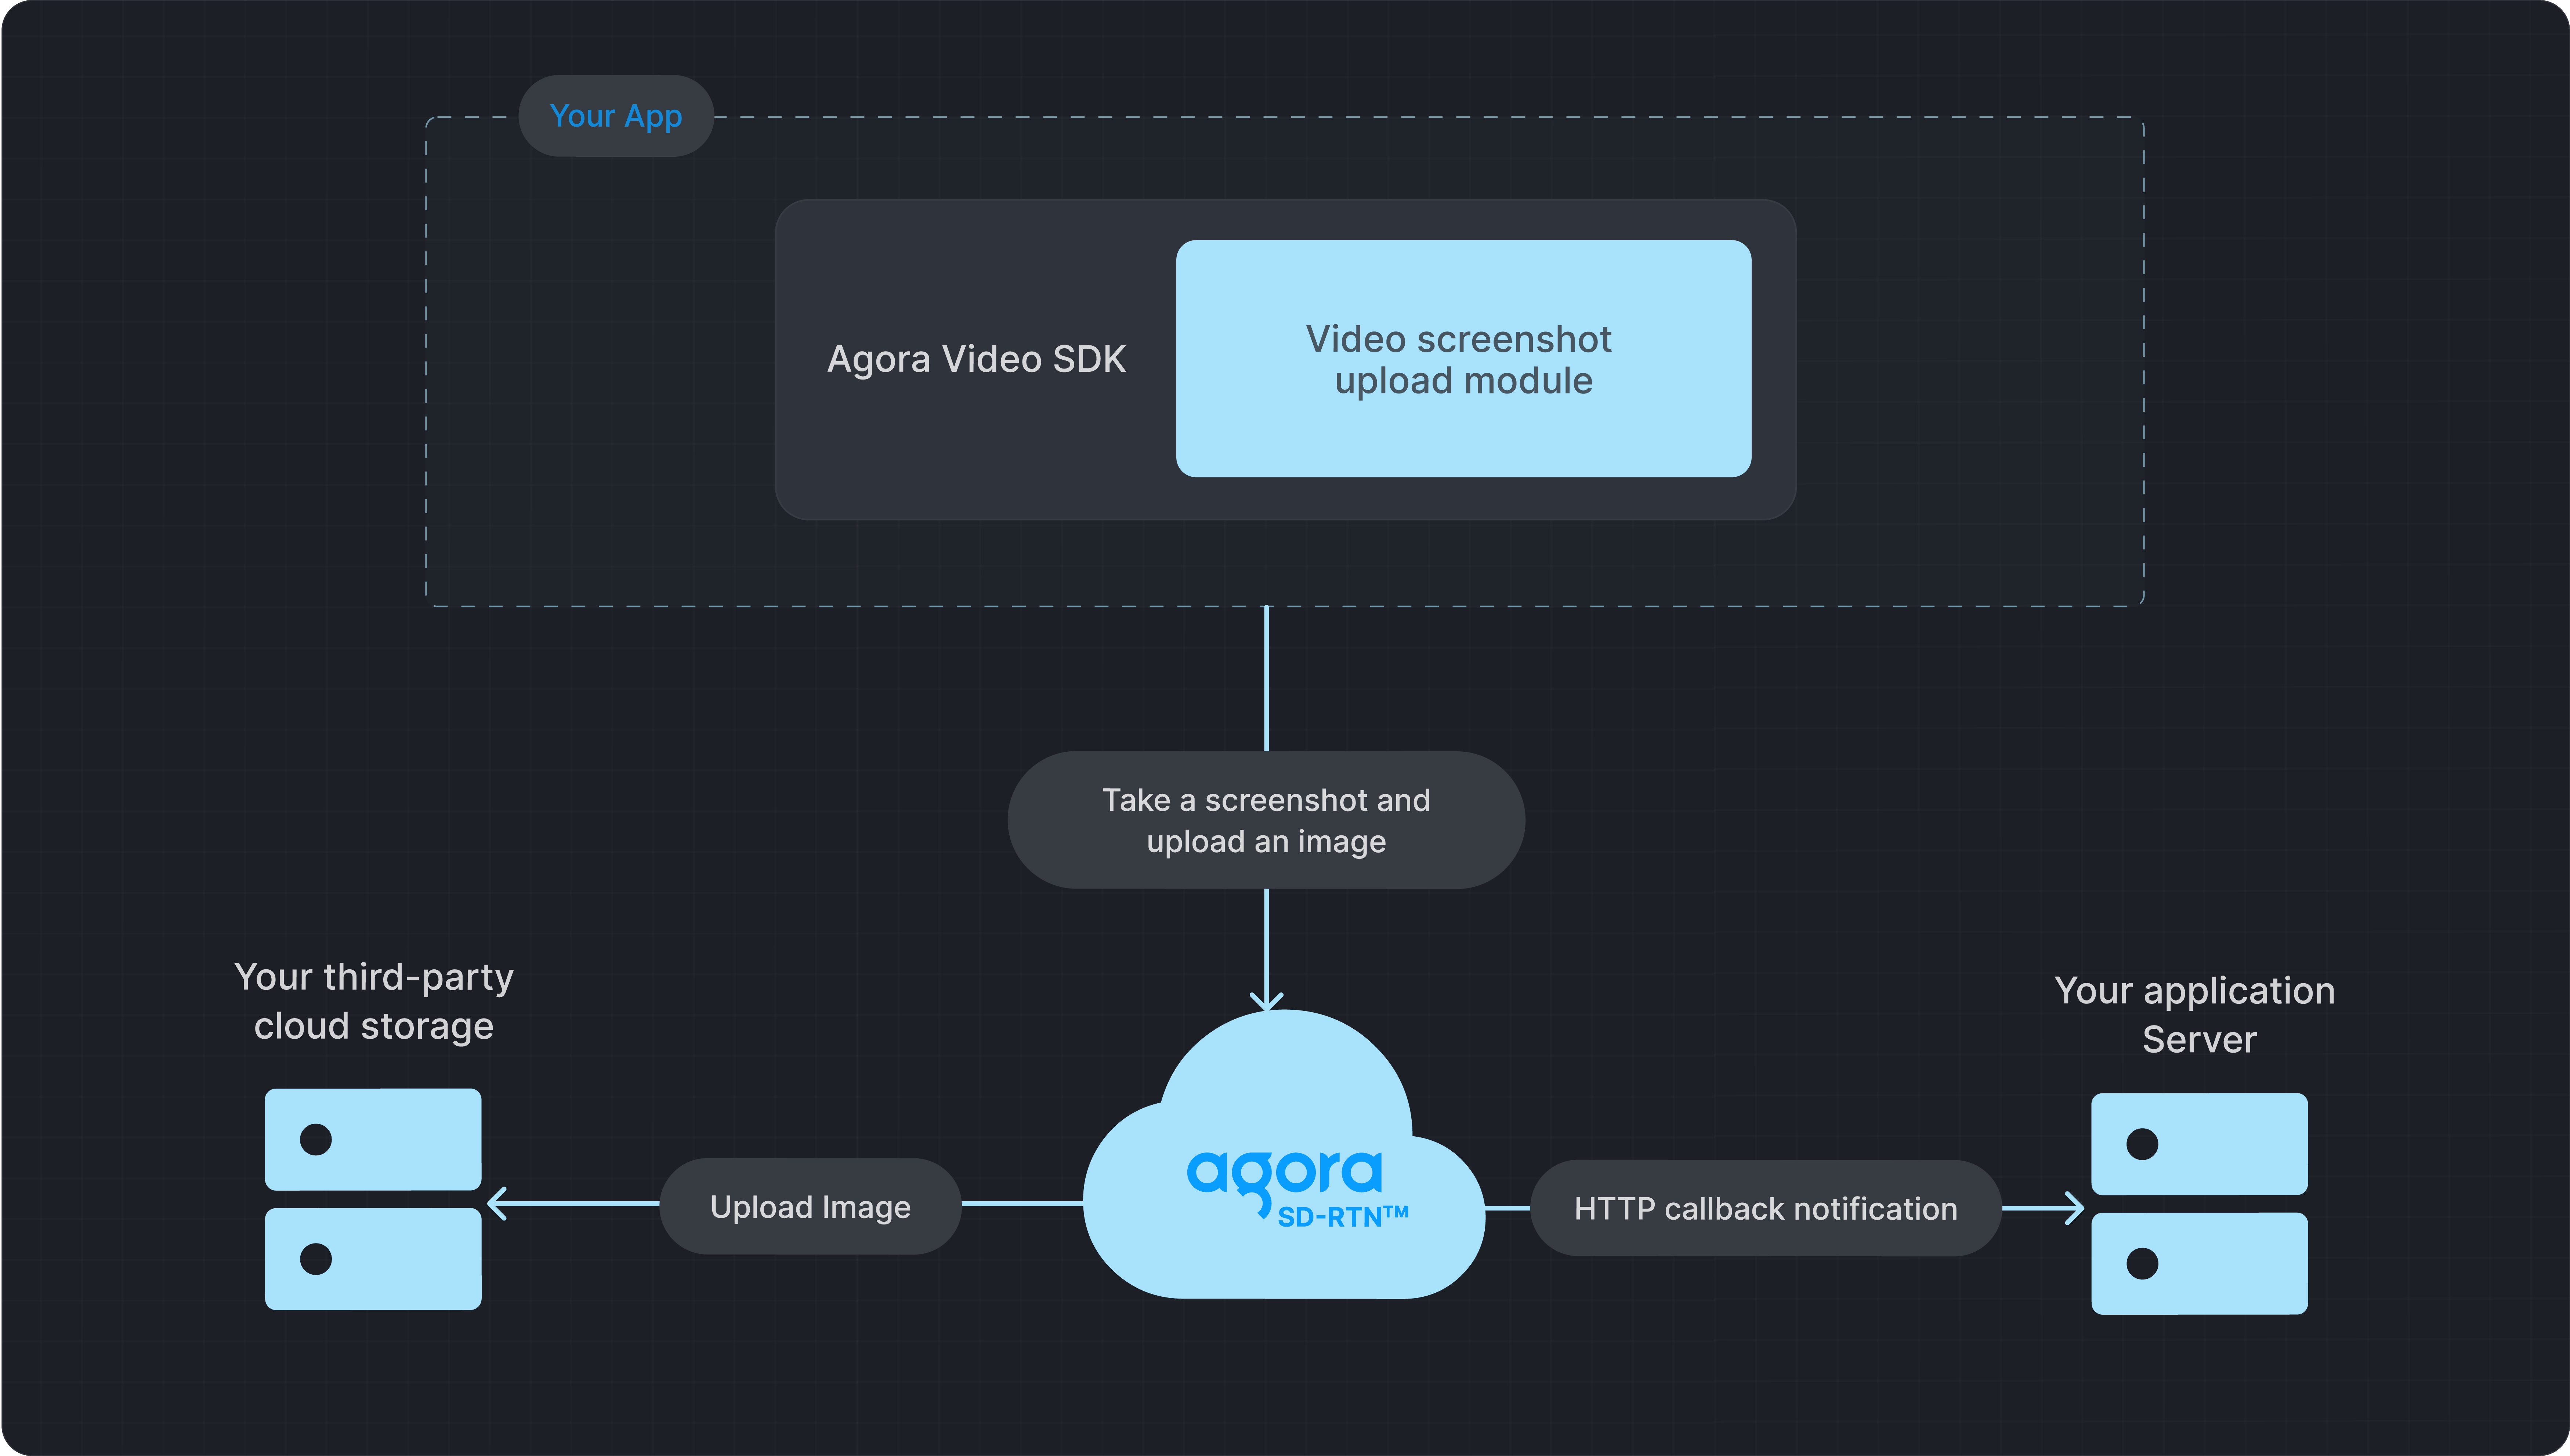 Your App
Agora Video SDK
Video screenshot
upload module
Take a screenshot and
upload an image
Your third-party
cloud storage
Your application
Server
agora
SD-RTN™
Upload Image
HTTP callback notification